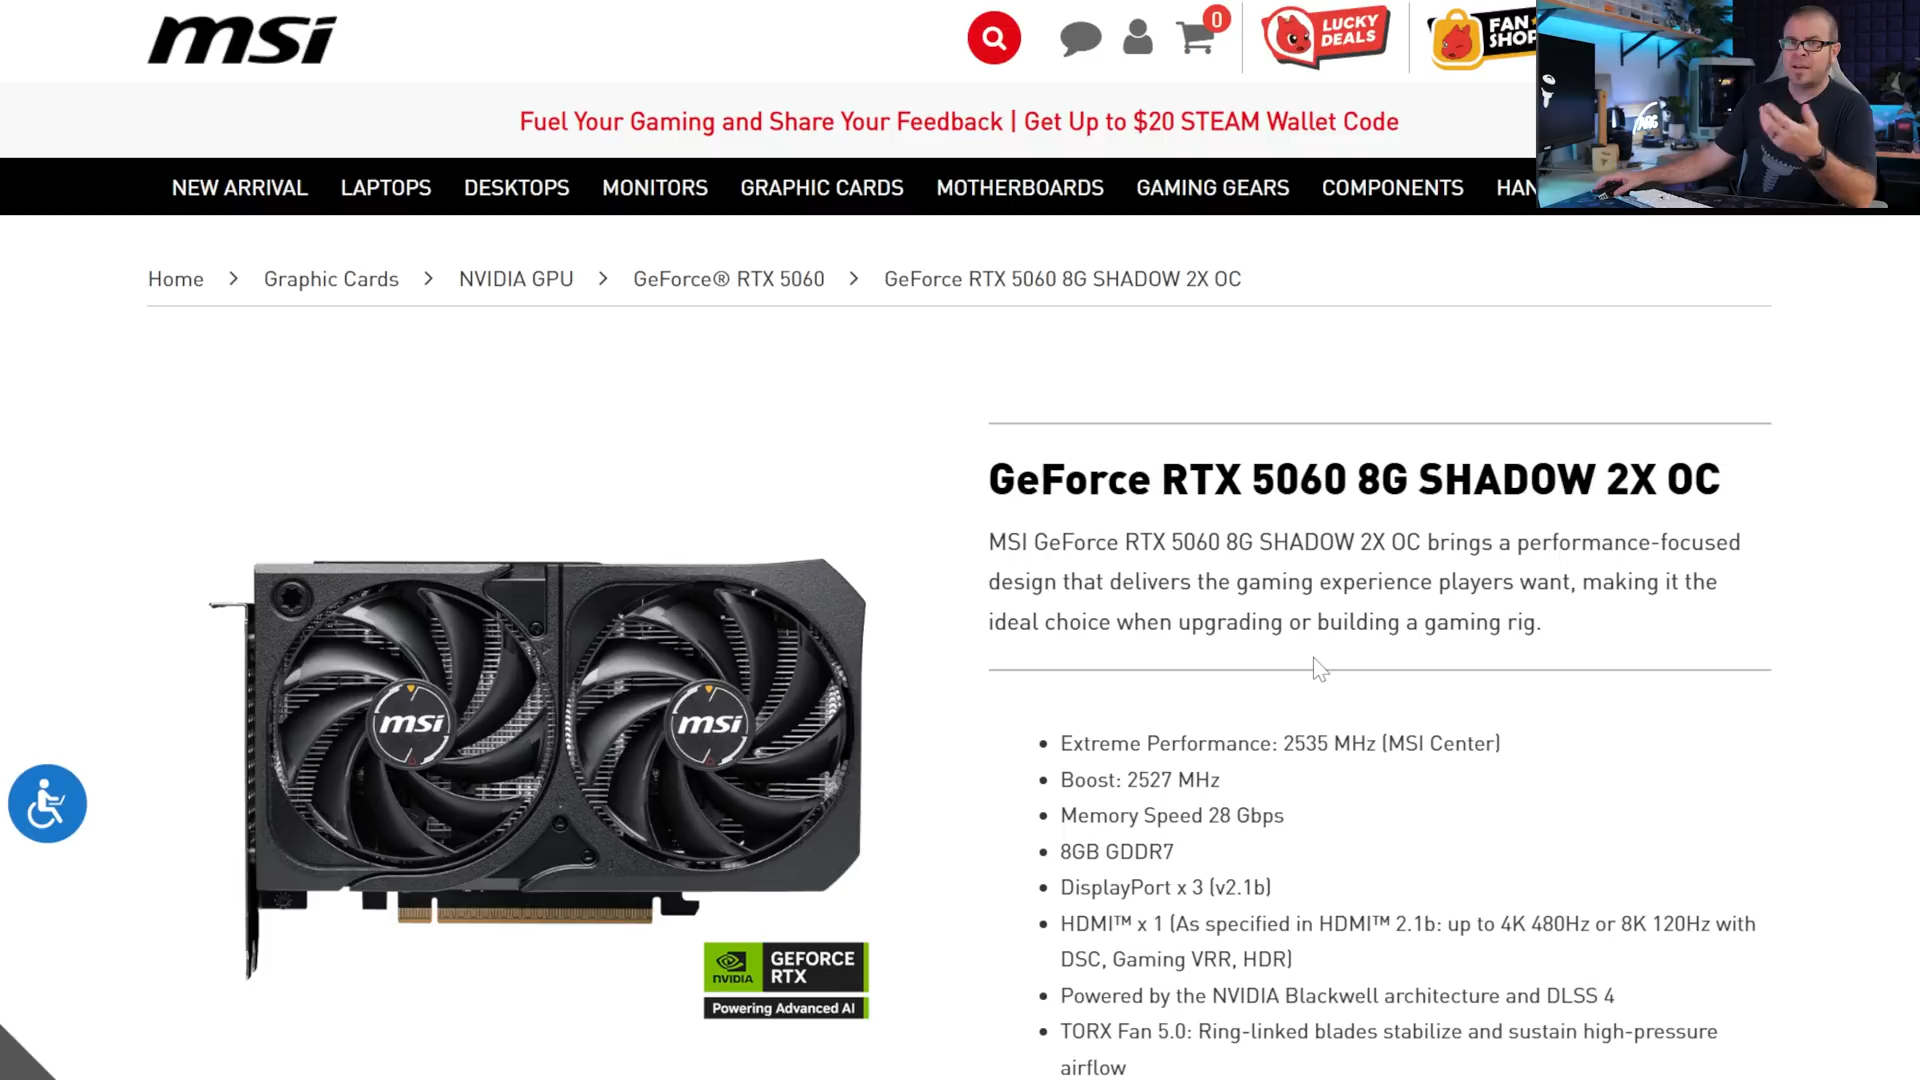 msi
0
LUCKY
DEALS
FAN
SHOP
Fuel Your Gaming and Share Your Feedback | Get Up to $20 STEAM Wallet Code
NEW ARRIVAL LAPTOPS DESKTOPS MONITORS GRAPHIC CARDS MOTHERBOARDS GAMING GEARS COMPONENTS HAN
Home > Graphic Cards > NVIDIA GPU > GeForce® RTX 5060 > GeForce RTX 5060 8G SHADOW 2X OC
GeForce RTX 5060 8G SHADOW 2X OC
MSI GeForce RTX 5060 8G SHADOW 2X OC brings a performance-focused
design that delivers the gaming experience players want, making it the
ideal choice when upgrading or building a gaming rig.
msi
msi
NVIDIA
GEFORCE
RTX
Powering Advanced AI
• Extreme Performance: 2535 MHz (MSI Center)
• Boost: 2527 MHz
• Memory Speed 28 Gbps
• 8GB GDDR7
• DisplayPort x 3 (v2.1b)
• HDMI™ x 1 (As specified in HDMI™ 2.1b: up to 4K 480Hz or 8K 120Hz with
DSC, Gaming VRR, HDR)
• Powered by the NVIDIA Blackwell architecture and DLSS 4
• TORX Fan 5.0: Ring-linked blades stabilize and sustain high-pressure
airflow